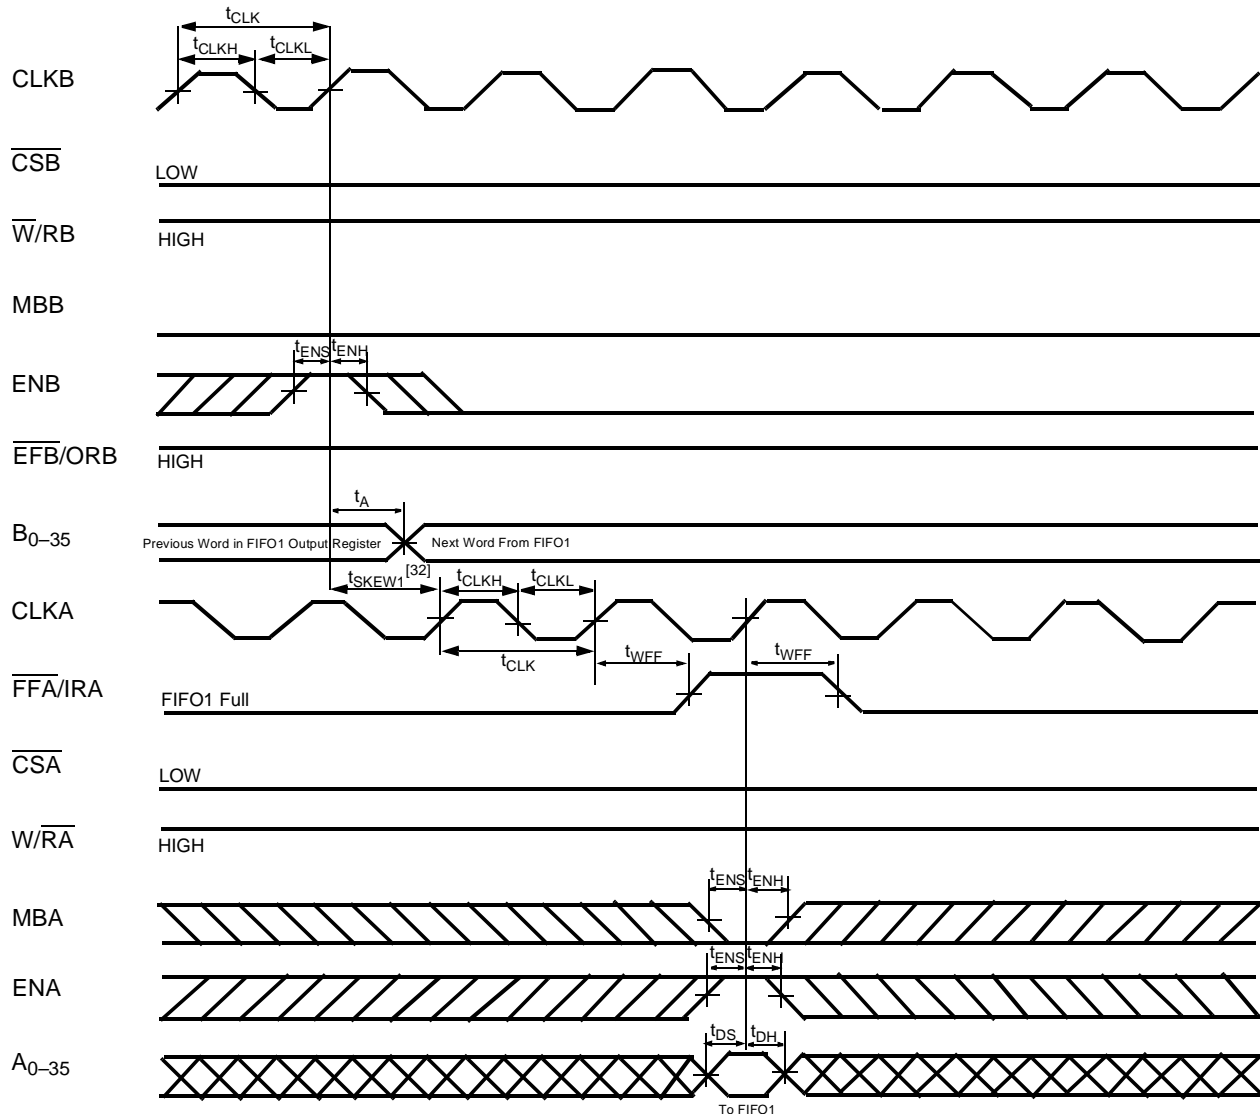 tCLK
tCLKH tCLKL
CLKB
CSB
LOW
W/RB
HIGH
MBB
tENS tENH
ENB
EFB/ORB
HIGH
tA
B0–35
Previous Word in FIFO1 Output Register Next Word From FIFO1
tSKEW1[32] tCLKH tCLKL
CLKA
tCLK tWFF tWFF
FFA/IRA
FIFO1 Full
CSA
LOW
W/RA
HIGH
tENS tENH
MBA
tENS tENH
ENA
tDS tDH
A0–35
To FIFO1